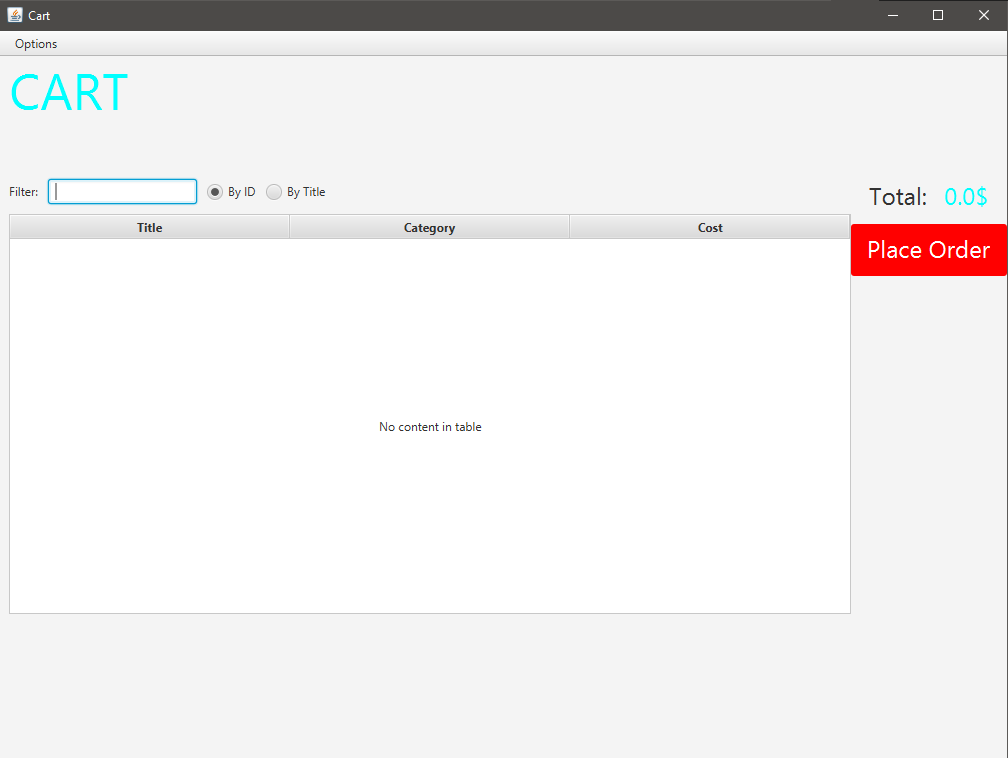 Cart
Options
CART
Filter: By ID By Title
Total: 0.0$
Title Category Cost
Place Order
No content in table